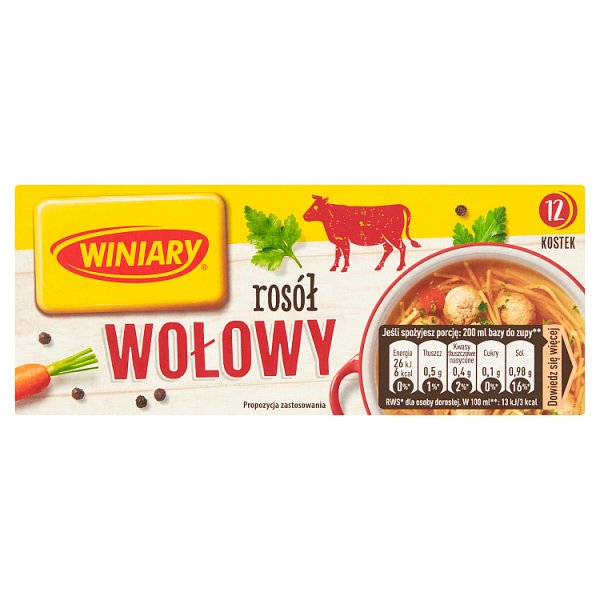 WINIARY®
12
KOSTEK
rosół
WOŁOWY
Propozycja zastosowania
Jeśli spożyjesz porcję: 200 ml bazy do zupy**
Energia
26 kJ
6 kcal
0%*
Tłuszcz
0,5 g
1%*
Kwasy
tłuszczowe
nasycone
0,4 g
2%*
Cukry
0,1 g
0%*
Sól
0,98 g
16%*
RWS* dla osoby dorosłej. W 100 ml**: 13 kJ/3 kcal
Dowiedz się więcej